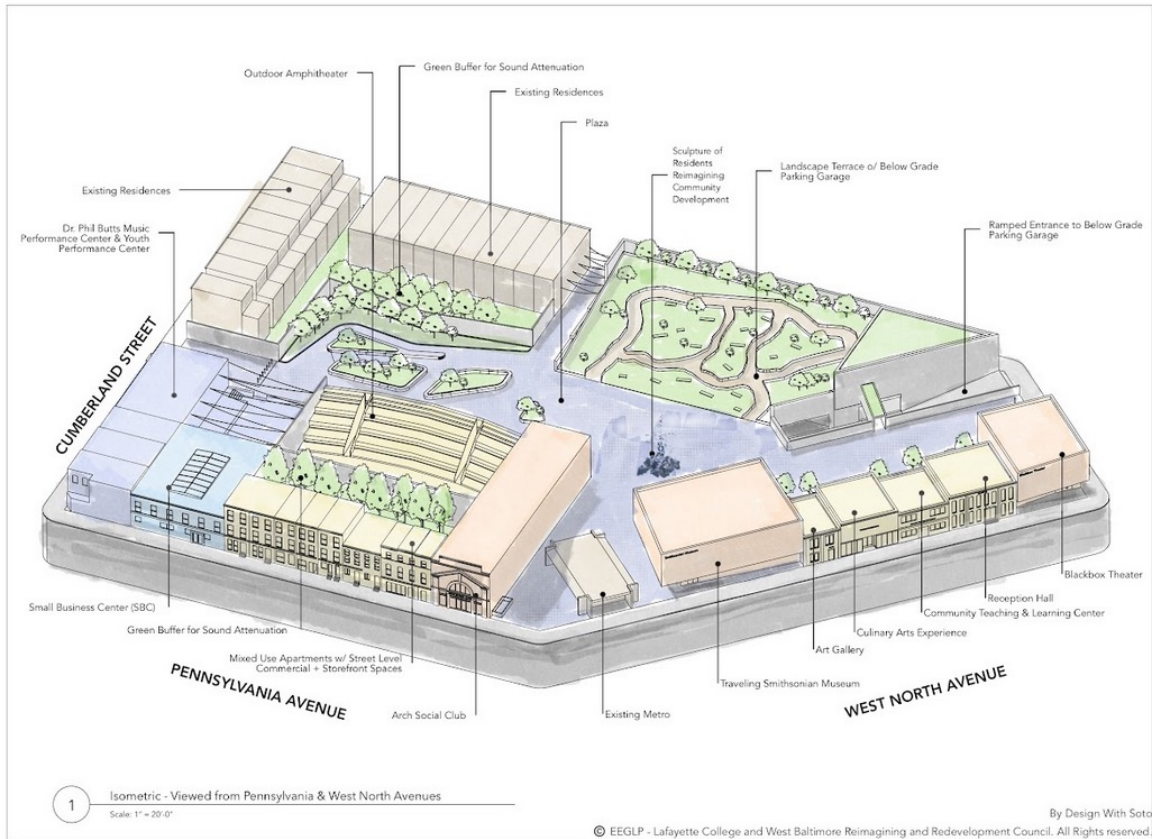 Outdoor Amphitheater
Green Buffer for Sound Attenuation
Existing Residences
Plaza
Sculpture of
Residents
Reimagining
Community
Development
Landscape Terrace o/ Below Grade
Parking Garage
Existing Residences
Dr. Phil Butts Music
Performance Center & Youth
Performance Center
Ramped Entrance to Below Grade
Parking Garage
CUMBERLAND STREET
Small Business Center (SBC)
Green Buffer for Sound Attenuation
Mixed Use Apartments w/ Street Level
Commercial + Storefront Spaces
Arch Social Club
Existing Metro
Traveling Smithsonian Museum
Art Gallery
Culinary Arts Experience
Community Teaching & Learning Center
Reception Hall
Blackbox Theater
PENNSYLVANIA AVENUE
WEST NORTH AVENUE
1
Isometric - Viewed from Pennsylvania & West North Avenues
Scale: 1" = 20'-0"
By Design With Soto
© EEGLP - Lafayette College and West Baltimore Reimagining and Redevelopment Council. All Rights reserved.